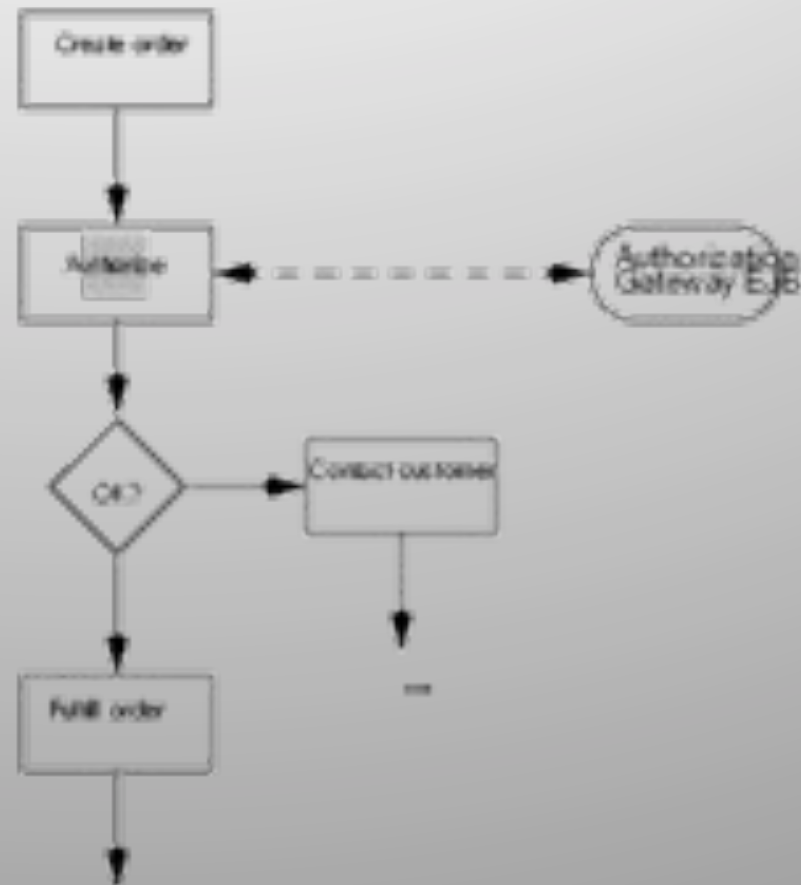 Create order
Authorize
Authorization
Gateway EJB
OK?
Contact customer
...
Fulfill order